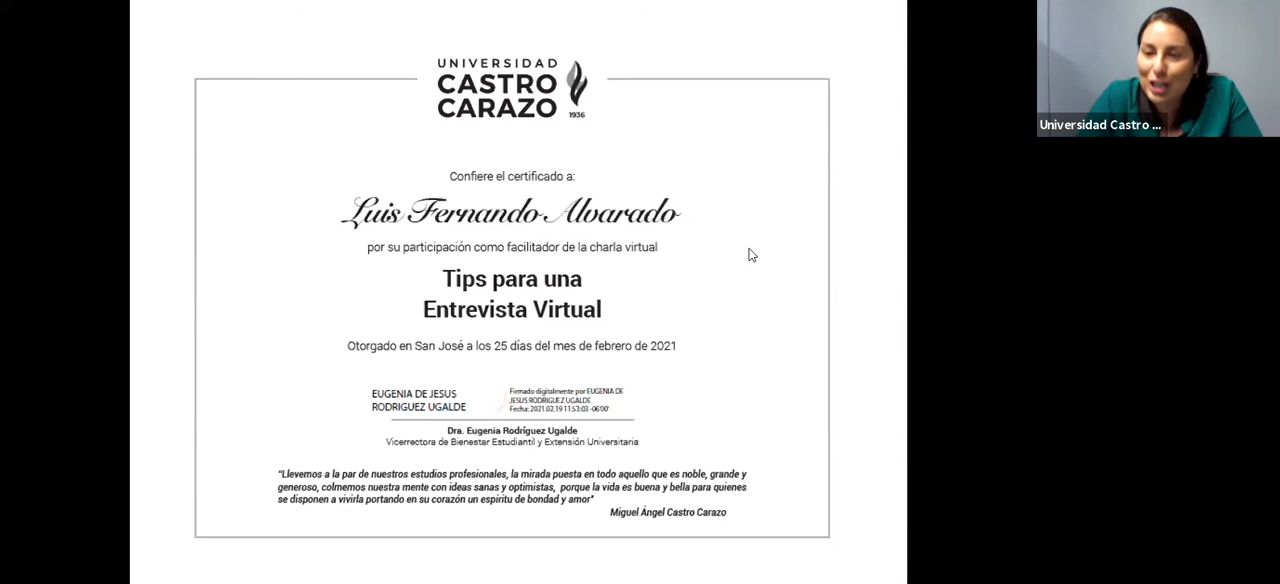 UNIVERSIDAD
CASTRO
CARAZO
1936
Confiere el certificado a:
Luis Fernando Alvarado
por su participación como facilitador de la charla virtual
Tips para una
Entrevista Virtual
Otorgado en San José a los 25 días del mes de febrero de 2021
EUGENIA DE JESUS
RODRIGUEZ UGALDE
Firmado digitalmente por EUGENIA DE
JESUS RODRIGUEZ UGALDE
Fecha: 2021.02.19 11:53:03 -06'00'
Dra. Eugenia Rodríguez Ugalde
Vicerrectora de Bienestar Estudiantil y Extensión Universitaria
"Llevemos a la par de nuestros estudios profesionales, la mirada puesta en todo aquello que es noble, grande y
generoso, colmemos nuestra mente con ideas sanas y optimistas, porque la vida es buena y bella para quienes
se disponen a vivirla portando en su corazón un espíritu de bondad y amor"
Miguel Ángel Castro Carazo
Universidad Castro ...